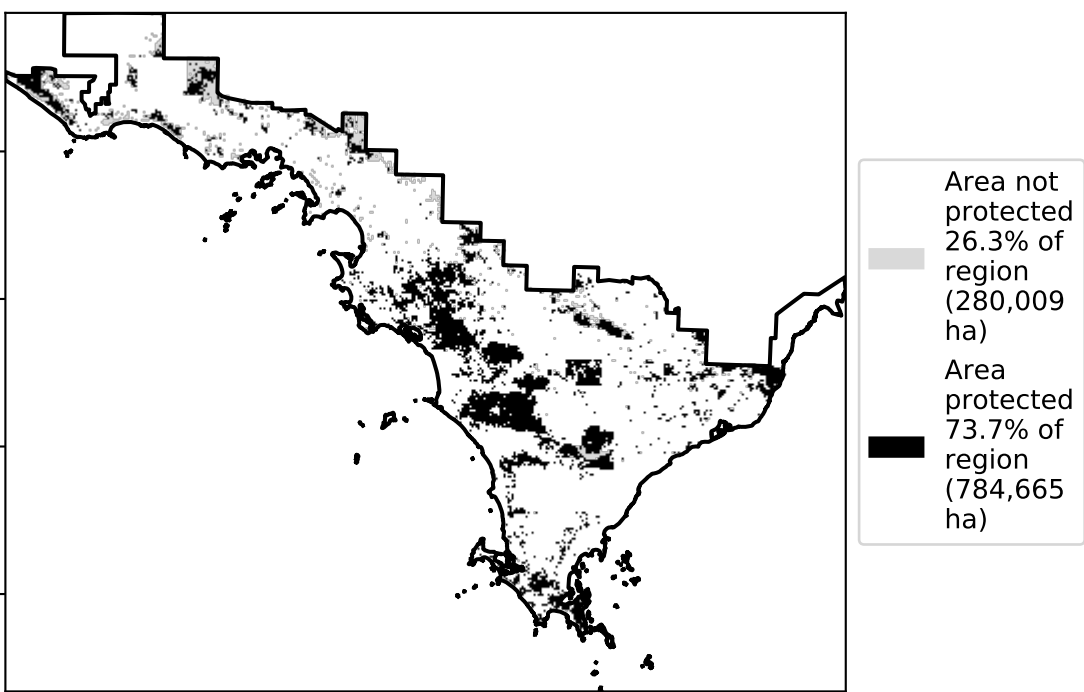 Area not
protected
26.3% of
region
(280,009
ha)
Area
protected
73.7% of
region
(784,665
ha)